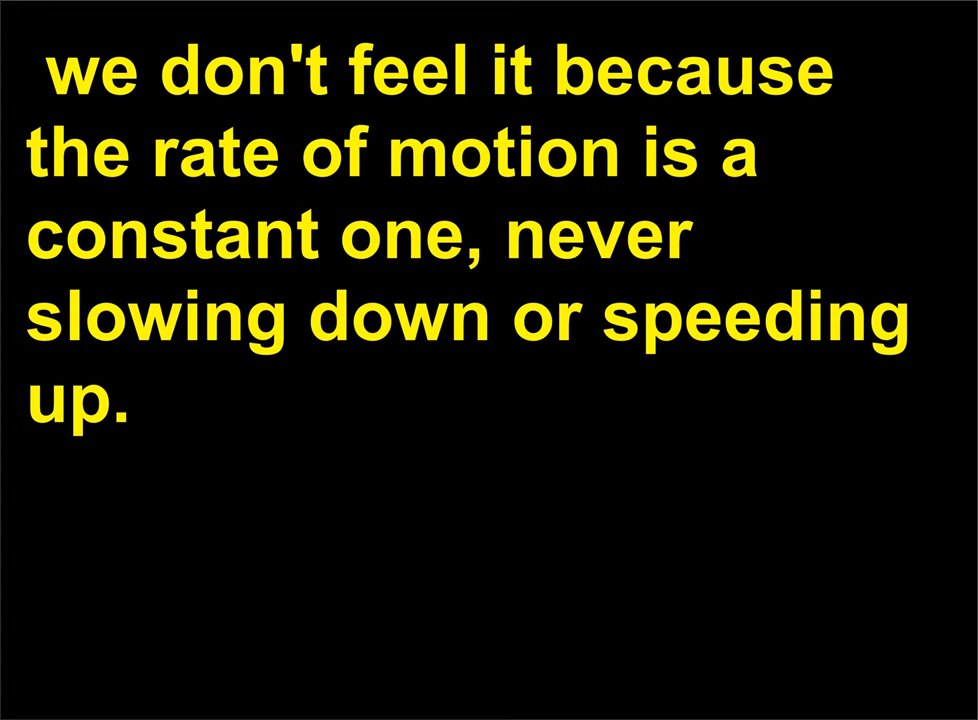 we don't feel it because
the rate of motion is a
constant one, never
slowing down or speeding
up.